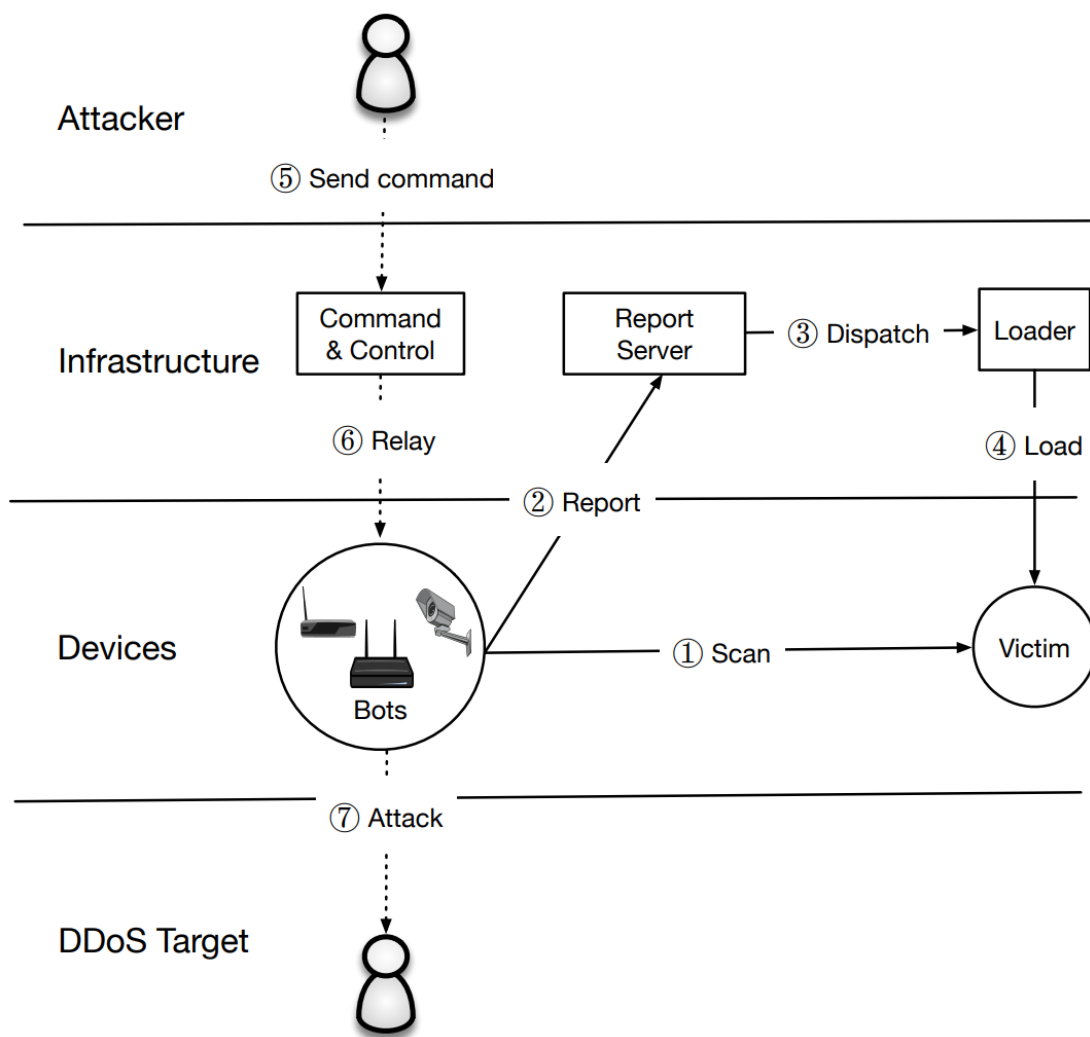 Attacker
⑤ Send command
Infrastructure
Command
& Control
Report
Server
③ Dispatch
Loader
⑥ Relay
④ Load
② Report
Devices
Bots
① Scan
Victim
⑦ Attack
DDoS Target